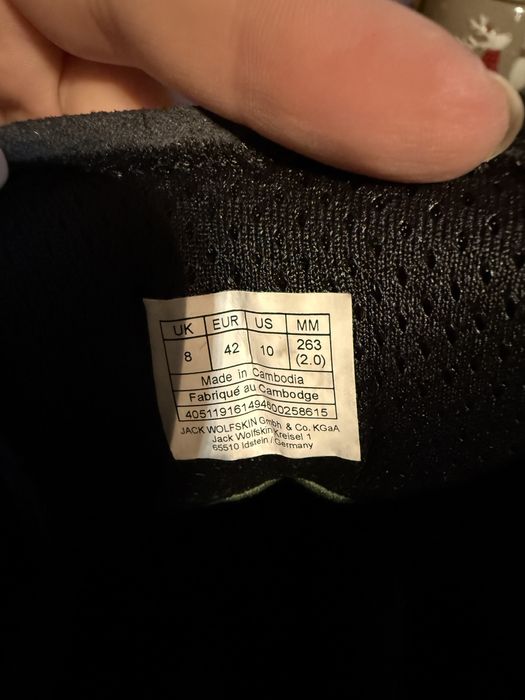 UK EUR US MM
8 42 10 263 (2.0)
Made in Cambodia
Fabriqué au Cambodge
405119161494600258615
JACK WOLFSKIN GmbH & Co. KGaA
Jack Wolfskin Kreisel 1
65510 Idstein / Germany